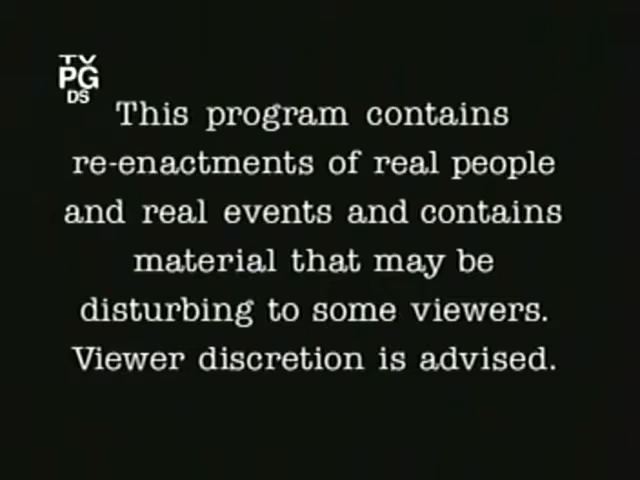 TV
PG
DS
This program contains
re-enactments of real people
and real events and contains
material that may be
disturbing to some viewers.
Viewer discretion is advised.